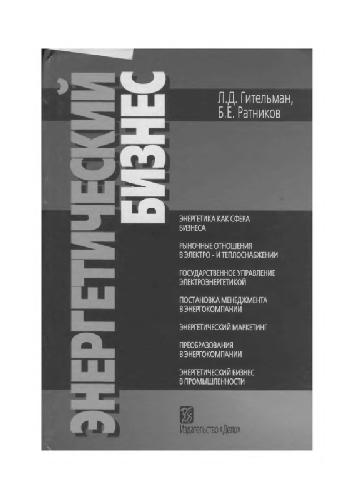 ЭНЕРГЕТИЧЕСКИЙ
БИЗНЕС
Л.Д. Гительман,
Б.Е. Ратников
ЭНЕРГЕТИКА КАК СФЕРА
БИЗНЕСА
РЫНОЧНЫЕ ОТНОШЕНИЯ
В ЭЛЕКТРО - И ТЕПЛОСНАБЖЕНИИ
ГОСУДАРСТВЕННОЕ УПРАВЛЕНИЕ
ЭЛЕКТРОЭНЕРГЕТИКОЙ
ПОСТАНОВКА МЕНЕДЖМЕНТА
В ЭНЕРГОКОМПАНИИ
ЭНЕРГЕТИЧЕСКИЙ МАРКЕТИНГ
ПРЕОБРАЗОВАНИЯ
В ЭНЕРГОКОМПАНИИ
ЭНЕРГЕТИЧЕСКИЙ БИЗНЕС
В ПРОМЫШЛЕННОСТИ
Издательство «Дело»